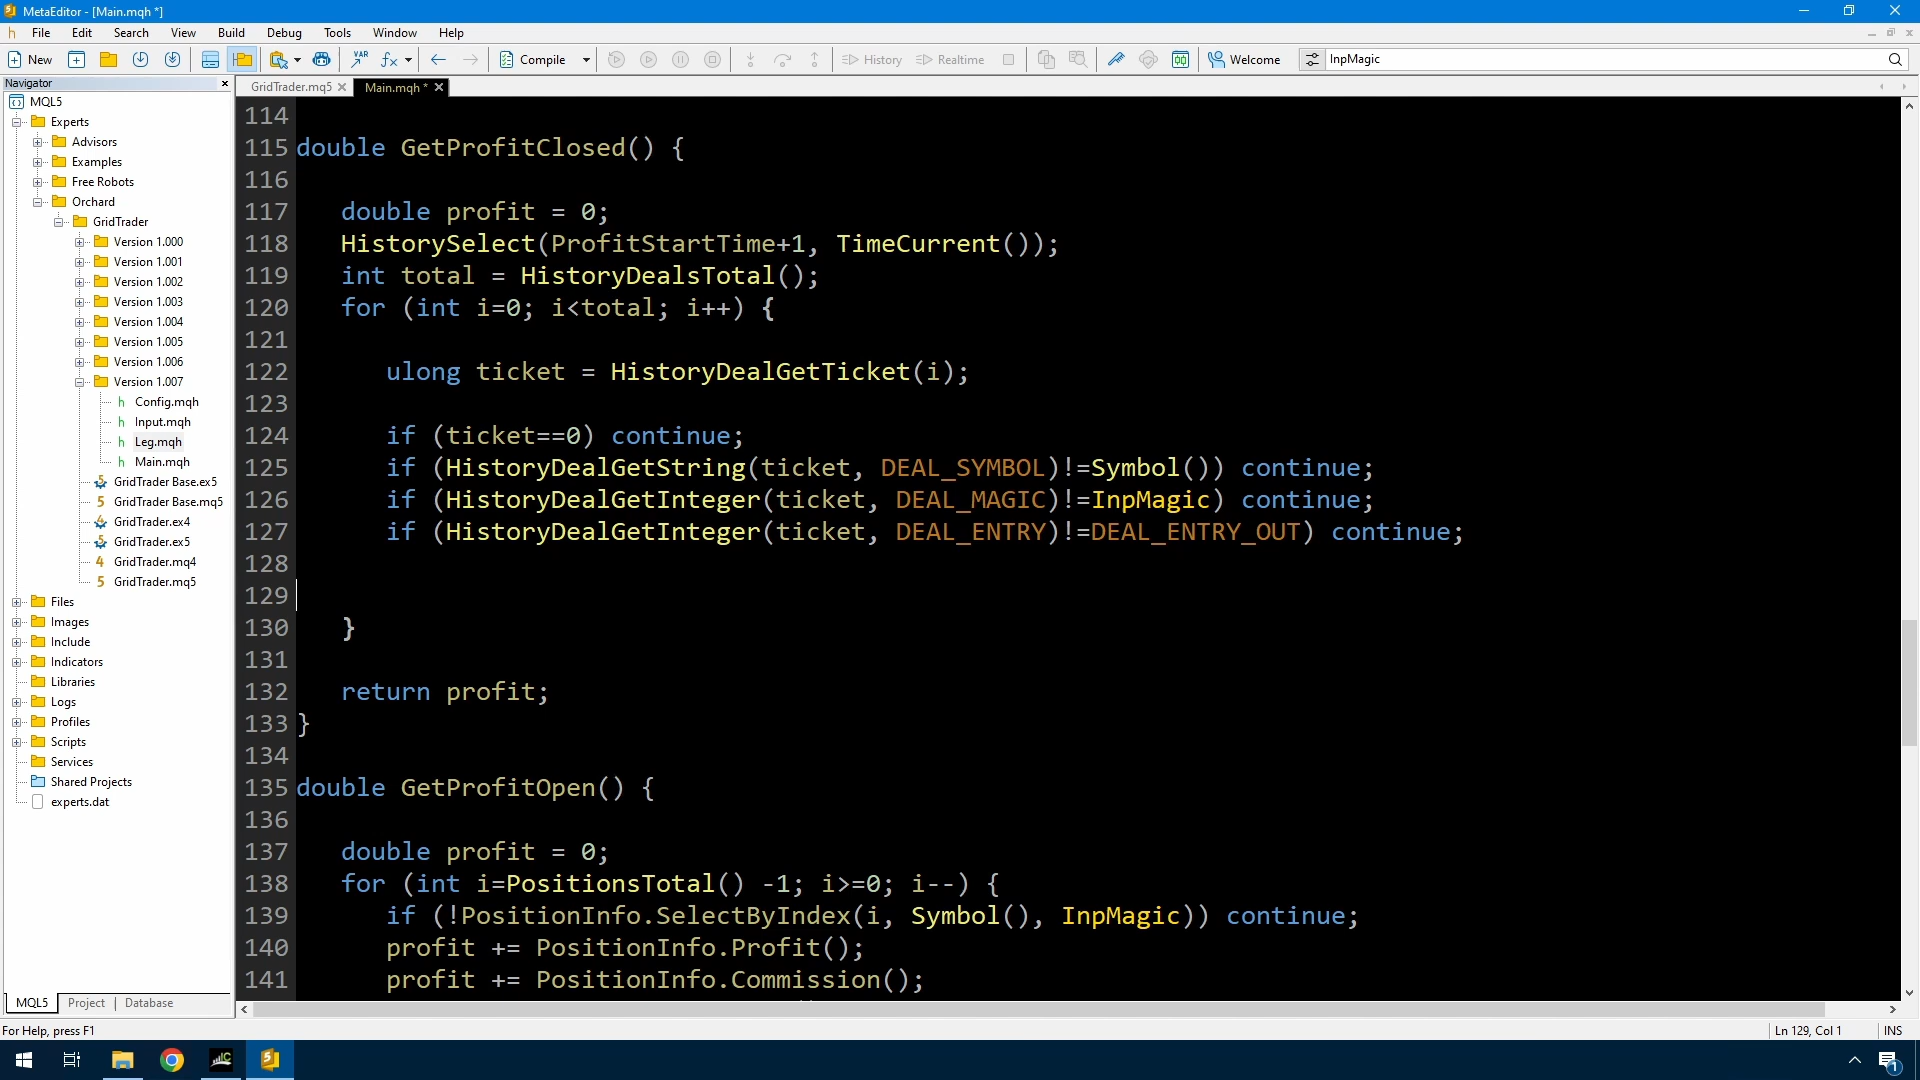 MetaEditor - [Main.mqh *]
File Edit Search View Build Debug Tools Window Help
New Compile History Realtime Welcome InpMagic
Navigator
MQL5
Experts
Advisors
Examples
Free Robots
Orchard
GridTrader
Version 1.000
Version 1.001
Version 1.002
Version 1.003
Version 1.004
Version 1.005
Version 1.006
Version 1.007
Config.mqh
Input.mqh
Leg.mqh
Main.mqh
GridTrader Base.ex5
GridTrader Base.mq5
GridTrader.ex4
GridTrader.ex5
GridTrader.mq4
GridTrader.mq5
Files
Images
Include
Indicators
Libraries
Logs
Profiles
Scripts
Services
Shared Projects
experts.dat
MQL5 Project | Database
GridTrader.mq5 Main.mqh *
114
115 double GetProfitClosed() {
116
117 double profit = 0;
118 HistorySelect(ProfitStartTime+1, TimeCurrent());
119 int total = HistoryDealsTotal();
120 for (int i=0; i<total; i++) {
121
122 ulong ticket = HistoryDealGetTicket(i);
123
124 if (ticket==0) continue;
125 if (HistoryDealGetString(ticket, DEAL_SYMBOL)!=Symbol()) continue;
126 if (HistoryDealGetInteger(ticket, DEAL_MAGIC)!=InpMagic) continue;
127 if (HistoryDealGetInteger(ticket, DEAL_ENTRY)!=DEAL_ENTRY_OUT) continue;
128
129
130 }
131
132 return profit;
133 }
134
135 double GetProfitOpen() {
136
137 double profit = 0;
138 for (int i=PositionsTotal() -1; i>=0; i--) {
139 if (!PositionInfo.SelectByIndex(i, Symbol(), InpMagic)) continue;
140 profit += PositionInfo.Profit();
141 profit += PositionInfo.Commission();
For Help, press F1 Ln 129, Col 1 INS